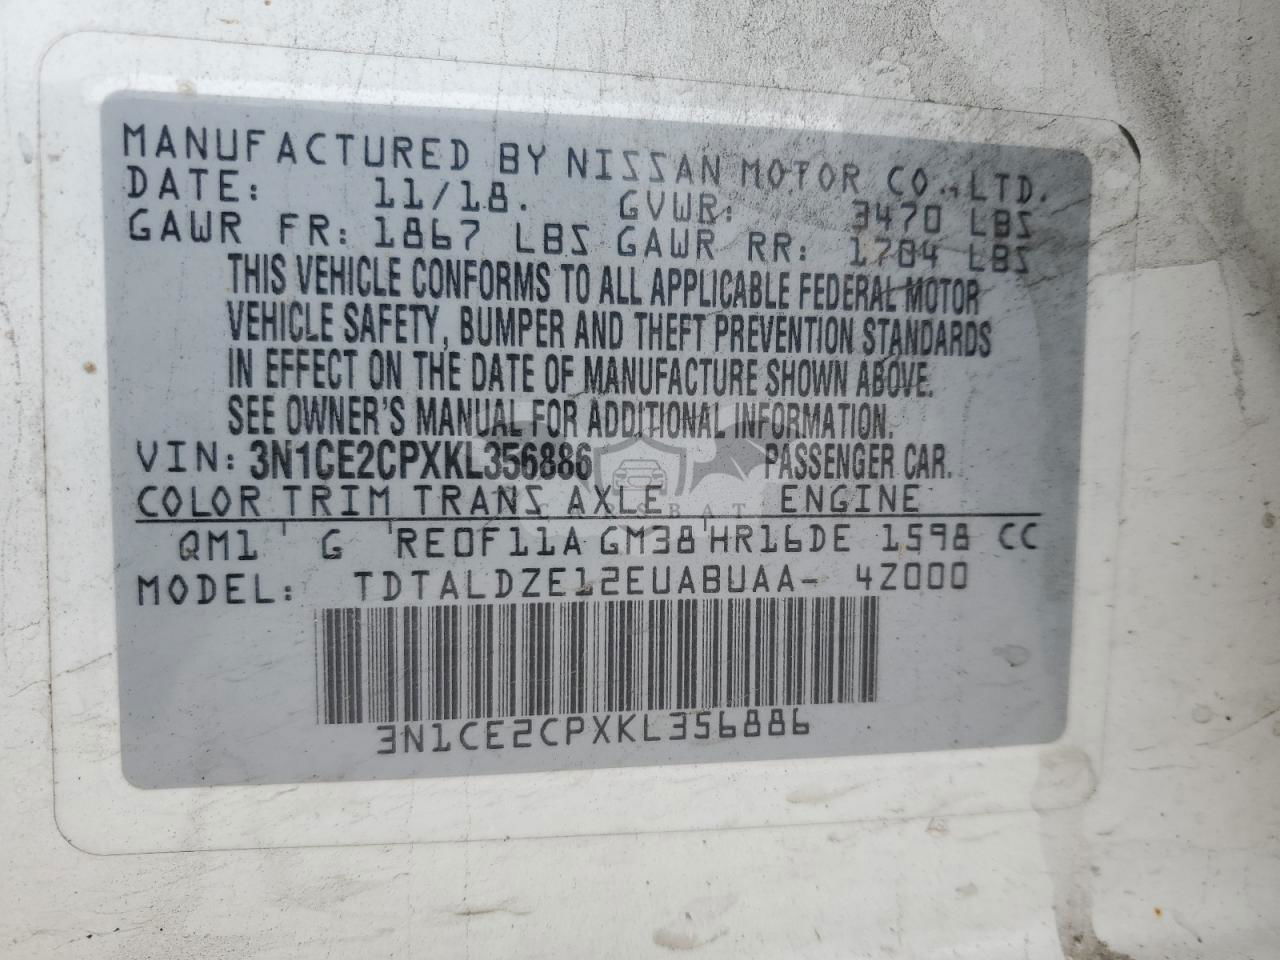 MANUFACTURED BY NISSAN MOTOR CO., LTD.
DATE: 11/18. GVWR: 3470 LBS
GAWR FR: 1867 LBS GAWR RR: 1784 LBS
THIS VEHICLE CONFORMS TO ALL APPLICABLE FEDERAL MOTOR
VEHICLE SAFETY, BUMPER AND THEFT PREVENTION STANDARDS
IN EFFECT ON THE DATE OF MANUFACTURE SHOWN ABOVE.
SEE OWNER'S MANUAL FOR ADDITIONAL INFORMATION.
VIN: 3N1CE2CPXKL356886 PASSENGER CAR.
COLOR TRIM TRANS AXLE ENGINE
CARSBAT
QM1 G RE0F11A GM38 HR16DE 1598 CC
MODEL: TDTALDZE12EUABUAA- 4Z000
3N1CE2CPXKL356886